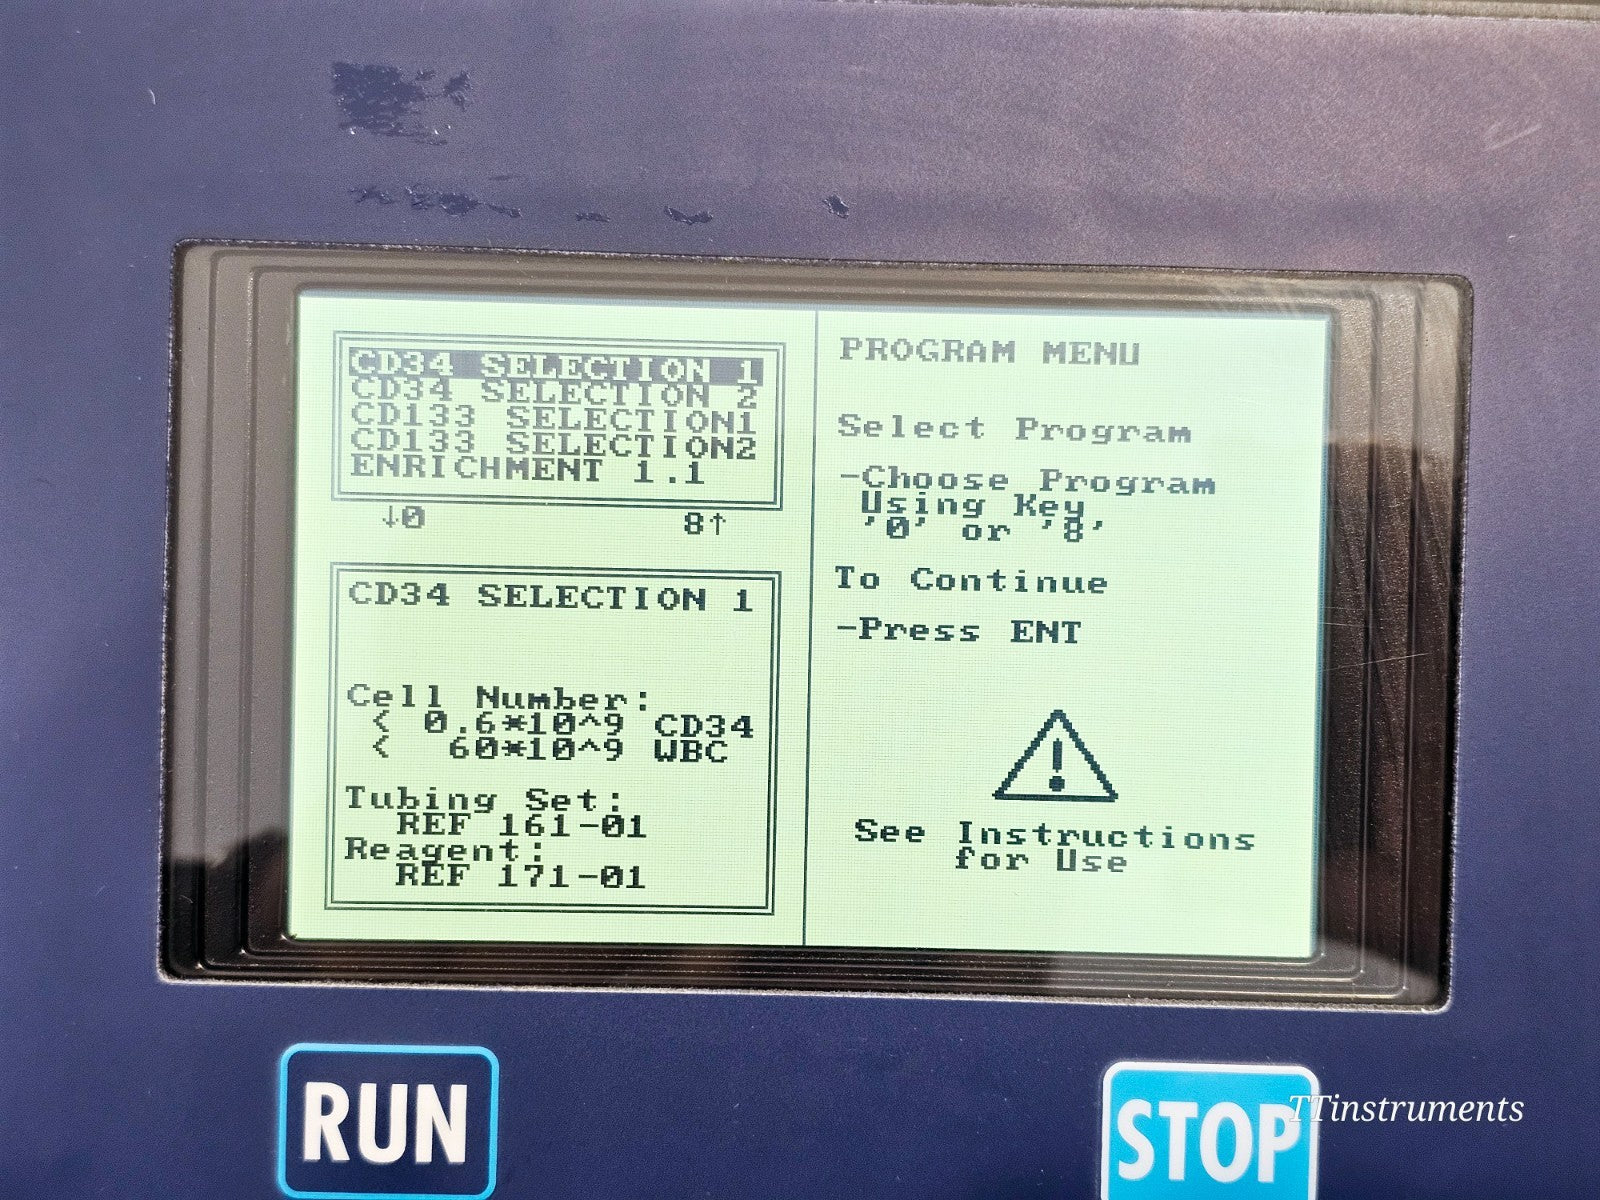 CD34 SELECTION 1
CD34 SELECTION 2
CD133 SELECTION1
CD133 SELECTION2
ENRICHMENT 1.1
↓0 8↑
CD34 SELECTION 1
Cell Number:
< 0.6*10^9 CD34
< 60*10^9 WBC
Tubing Set:
REF 161-01
Reagent:
REF 171-01
PROGRAM MENU
Select Program
-Choose Program
Using Key
'0' or '8'
To Continue
-Press ENT
See Instructions
for Use
RUN
STOP
TTinstruments